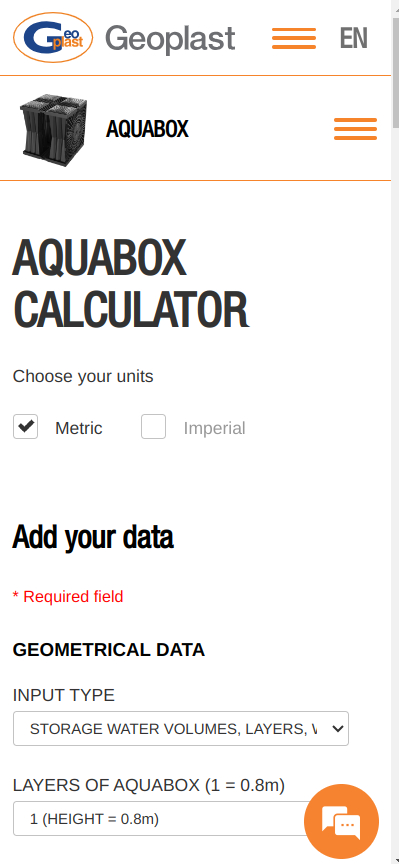 Geo
plast
Geoplast
EN
AQUABOX
AQUABOX
CALCULATOR
Choose your units
Metric
Imperial
Add your data
* Required field
GEOMETRICAL DATA
INPUT TYPE
STORAGE WATER VOLUMES, LAYERS,
LAYERS OF AQUABOX (1 = 0.8m)
1 (HEIGHT = 0.8m)